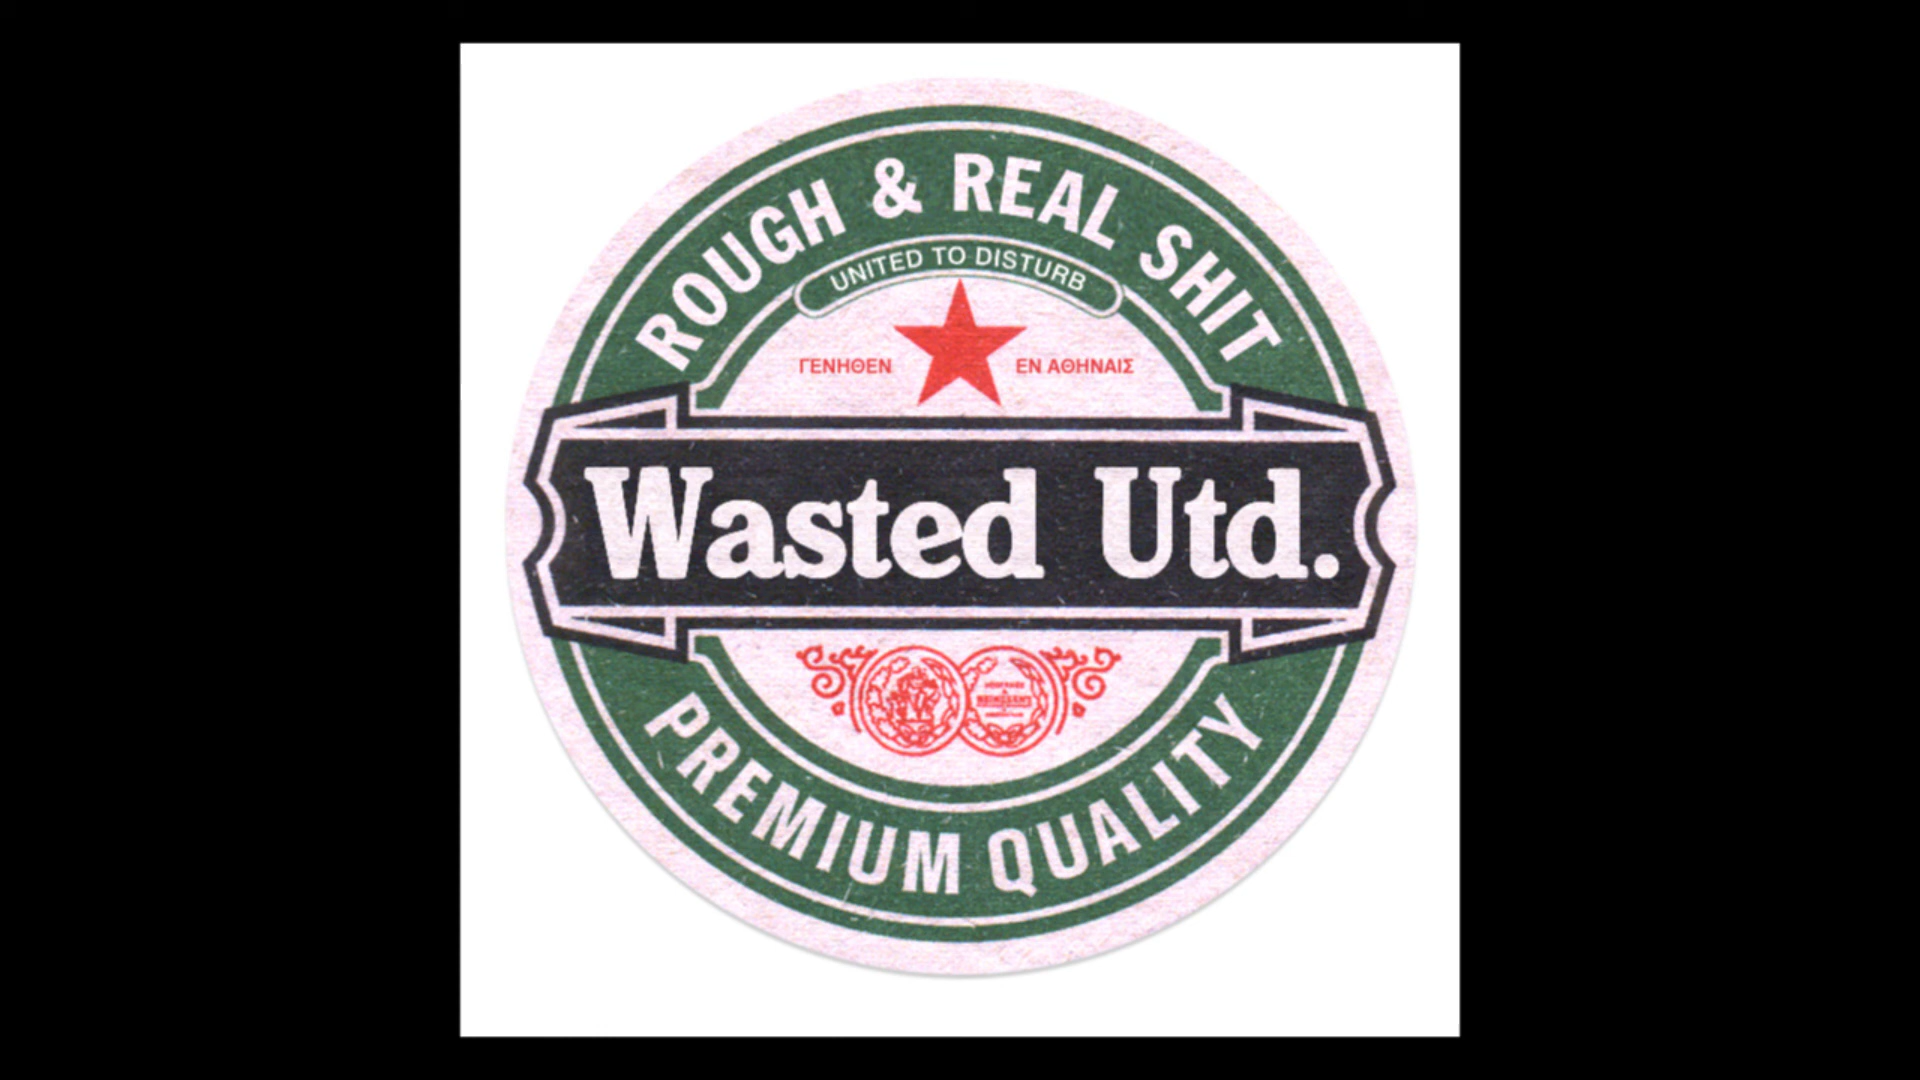 ROUGH & REAL SHIT
UNITED TO DISTURB
ΓΕΝΗΘΕΝ ΕΝ ΑΘΗΝΑΙΣ
Wasted Utd.
PREMIUM QUALITY